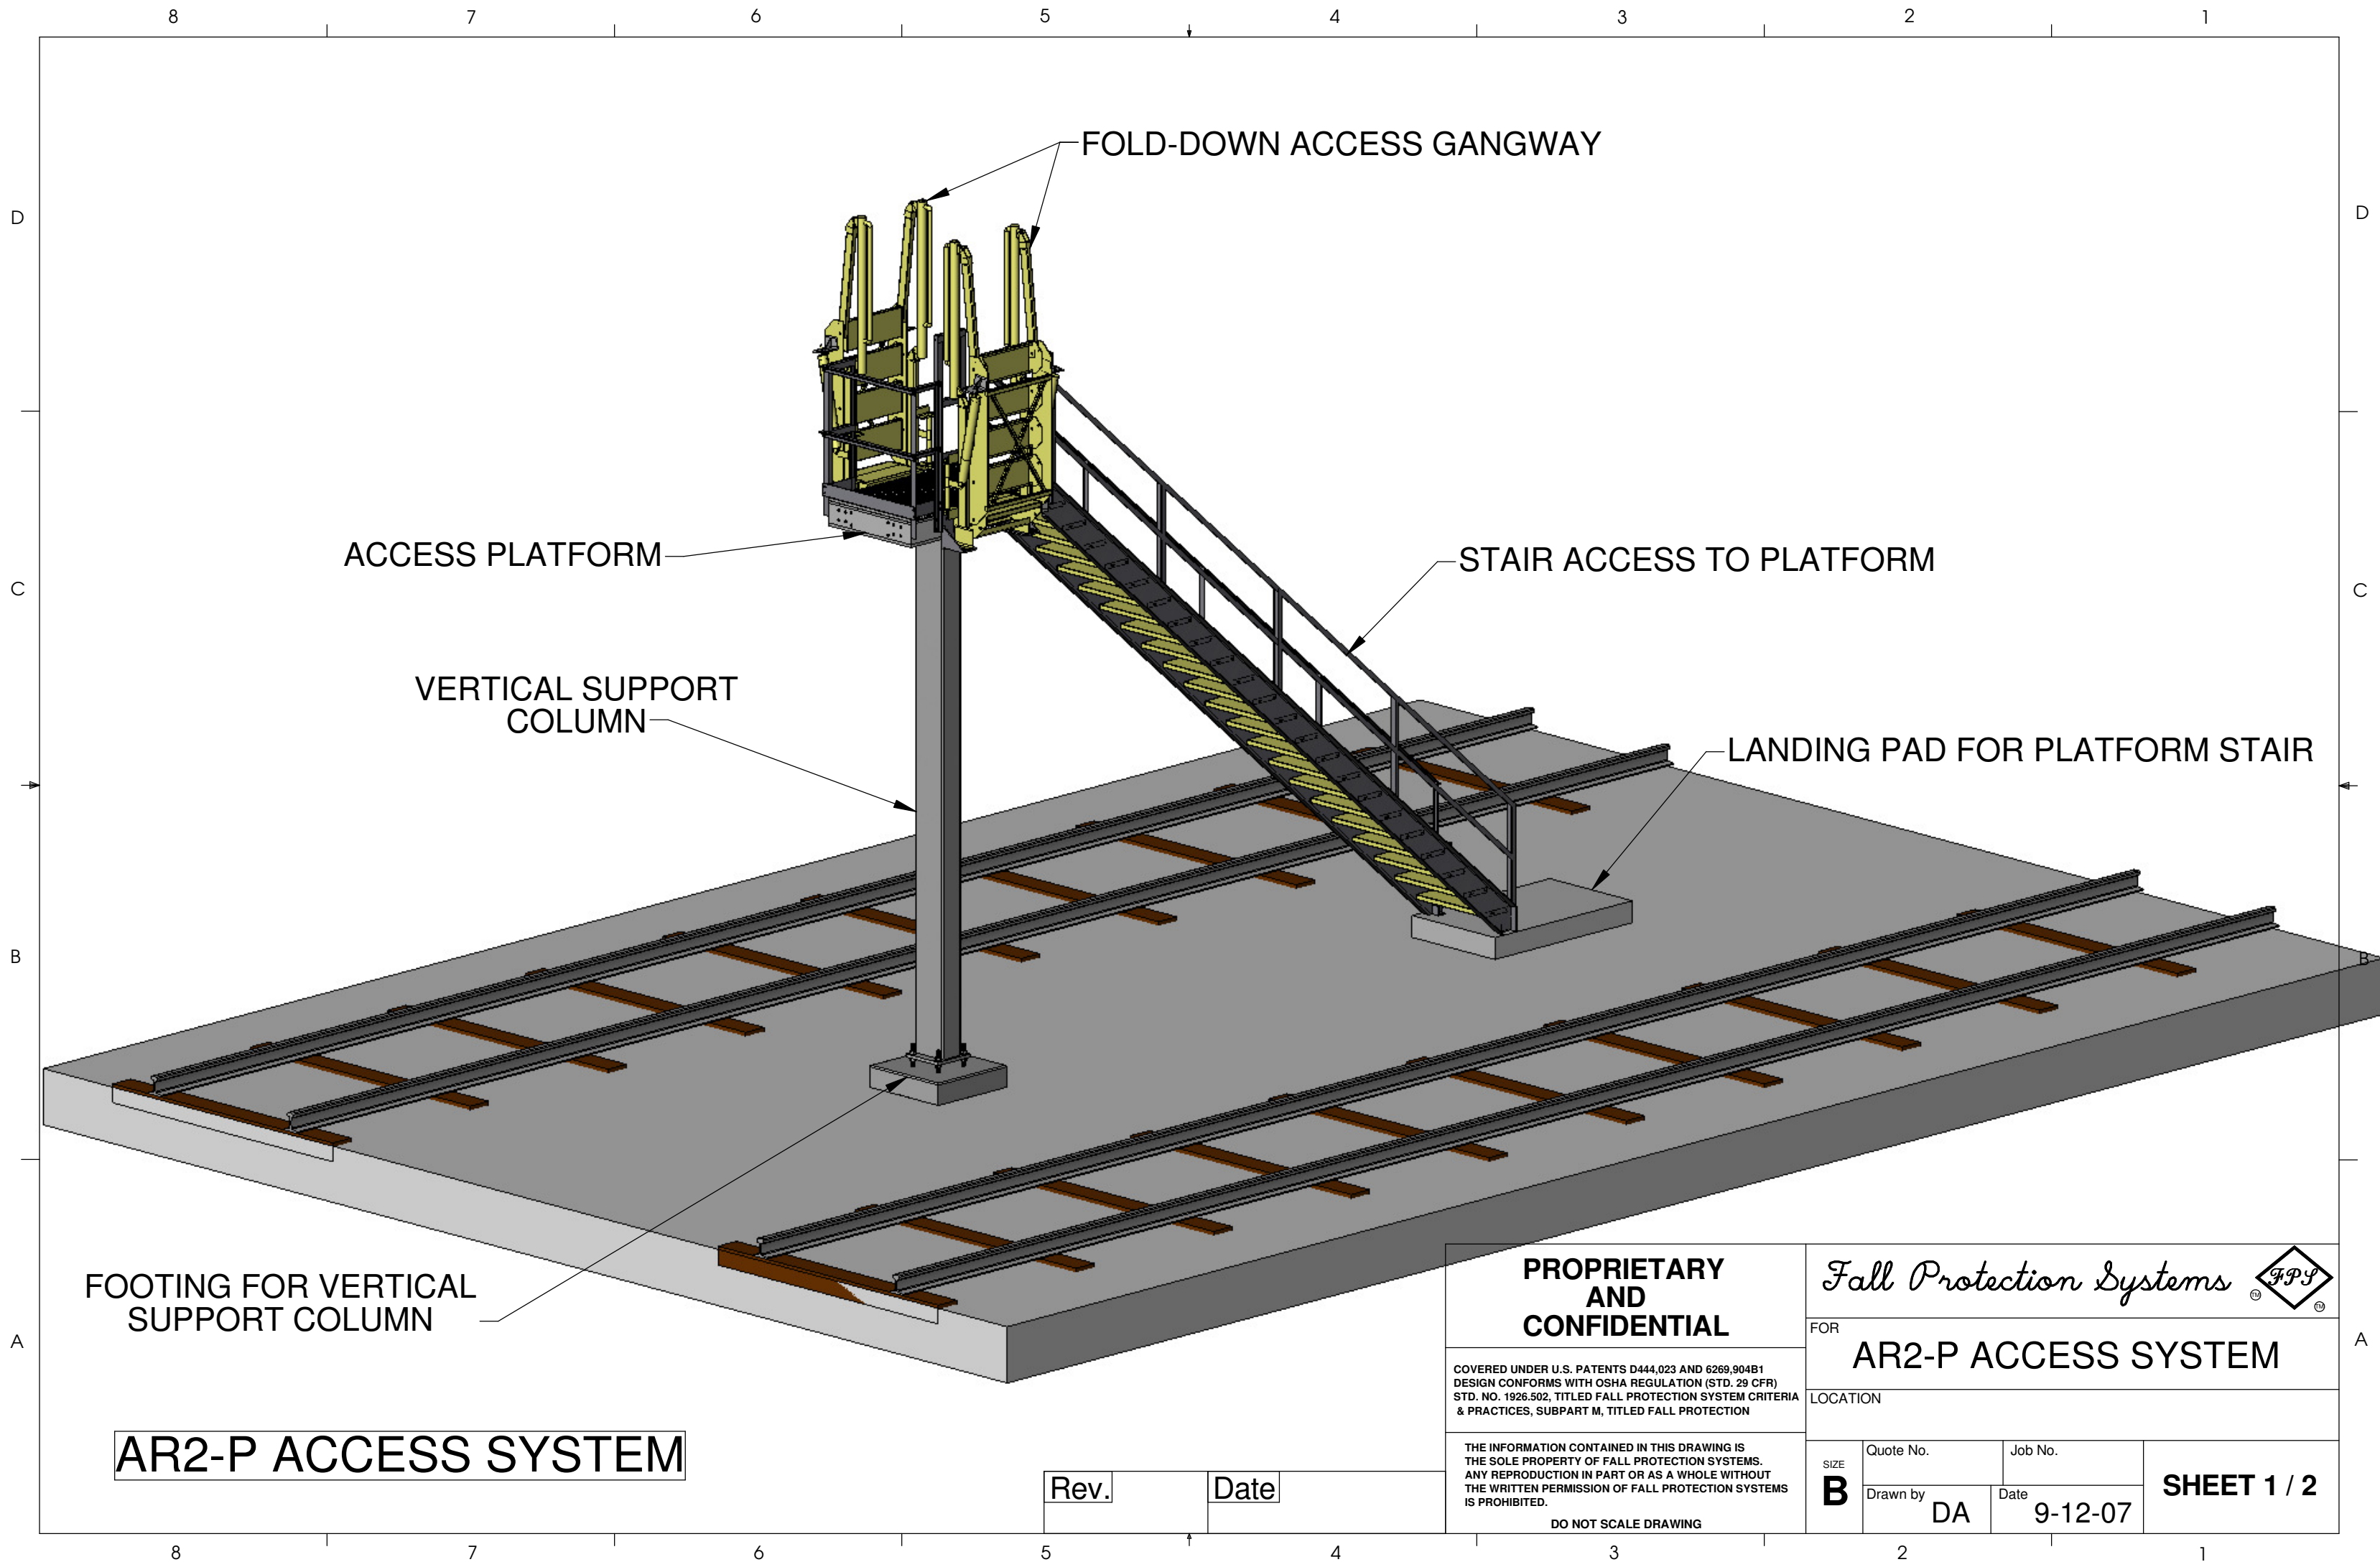 8 7 6 5 4 3 2 1
D D
FOLD-DOWN ACCESS GANGWAY
ACCESS PLATFORM
STAIR ACCESS TO PLATFORM
C C
VERTICAL SUPPORT
COLUMN
LANDING PAD FOR PLATFORM STAIR
B B
FOOTING FOR VERTICAL
SUPPORT COLUMN
A A
AR2-P ACCESS SYSTEM
Rev. Date
PROPRIETARY
AND
CONFIDENTIAL
COVERED UNDER U.S. PATENTS D444,023 AND 6269,904B1
DESIGN CONFORMS WITH OSHA REGULATION (STD. 29 CFR)
STD. NO. 1926.502, TITLED FALL PROTECTION SYSTEM CRITERIA
& PRACTICES, SUBPART M, TITLED FALL PROTECTION
THE INFORMATION CONTAINED IN THIS DRAWING IS
THE SOLE PROPERTY OF FALL PROTECTION SYSTEMS.
ANY REPRODUCTION IN PART OR AS A WHOLE WITHOUT
THE WRITTEN PERMISSION OF FALL PROTECTION SYSTEMS
IS PROHIBITED.
DO NOT SCALE DRAWING
Fall Protection Systems TM FPS TM
FOR
AR2-P ACCESS SYSTEM
LOCATION
SIZE
B
Quote No.
Job No.
Drawn by DA
Date 9-12-07
SHEET 1 / 2
8 7 6 5 4 3 2 1